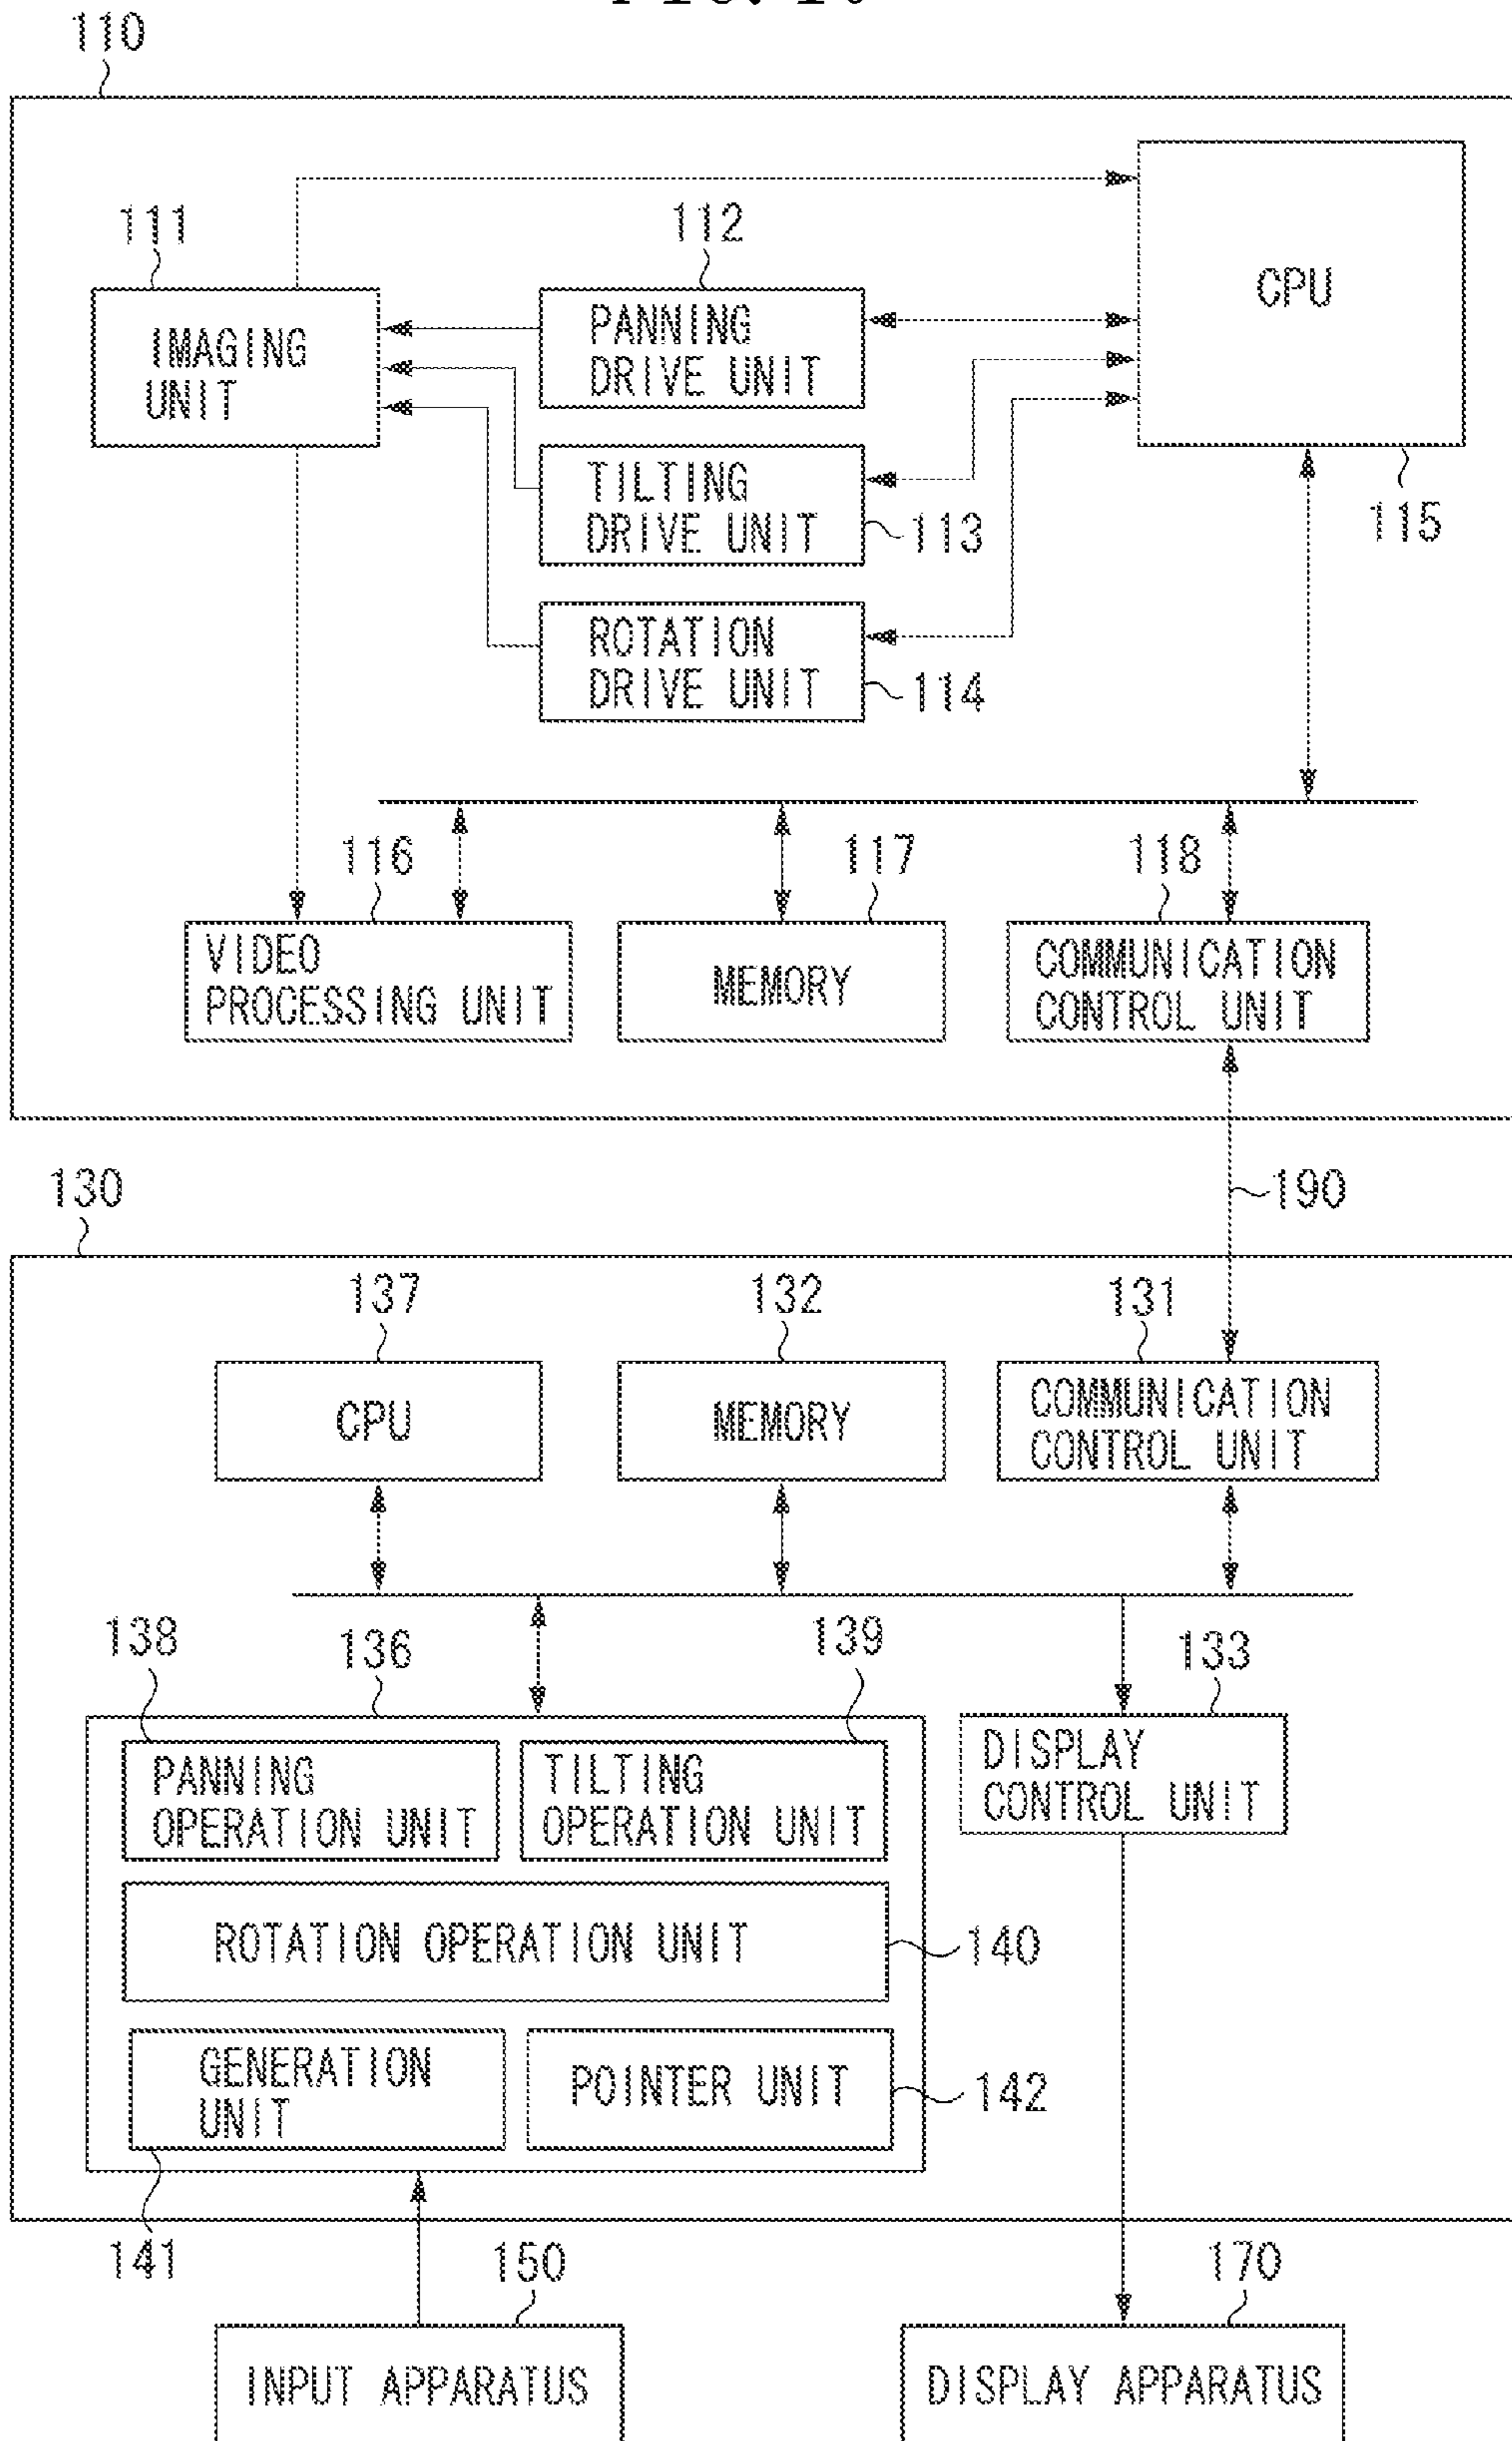 110
111
112
IMAGING
UNIT
PANNING
DRIVE UNIT
CPU
TILTING
DRIVE UNIT
113
115
ROTATION
DRIVE UNIT
114
116
117
118
VIDEO
PROCESSING UNIT
MEMORY
COMMUNICATION
CONTROL UNIT
190
130
137
132
131
CPU
MEMORY
COMMUNICATION
CONTROL UNIT
138
136
139
133
PANNING
OPERATION UNIT
TILTING
OPERATION UNIT
DISPLAY
CONTROL UNIT
ROTATION OPERATION UNIT
140
GENERATION
UNIT
POINTER UNIT
142
141
150
170
INPUT APPARATUS
DISPLAY APPARATUS